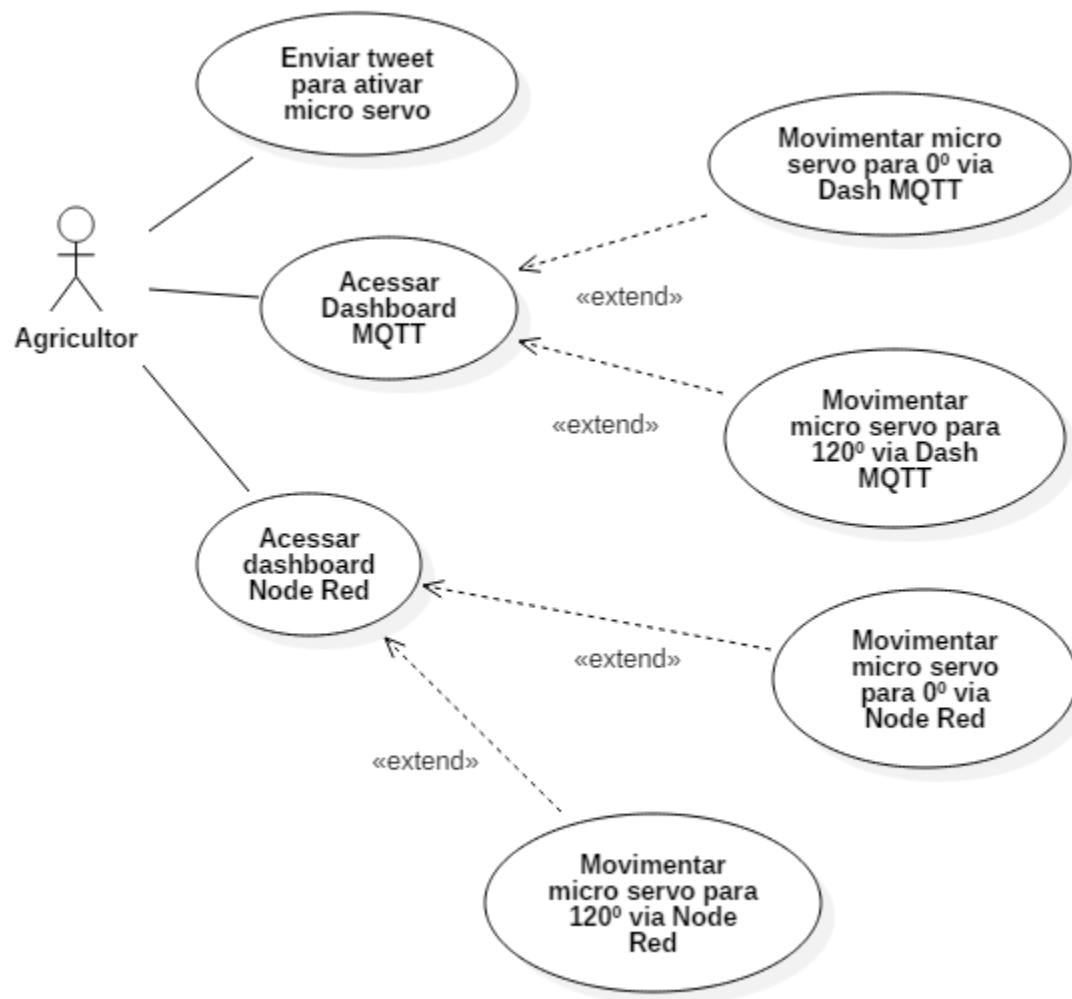 Enviar tweet
para ativar
micro servo
Movimentar micro
servo para 0º via
Dash MQTT
Agricultor
Acessar
Dashboard
MQTT
«extend»
«extend»
Movimentar
micro servo para
120º via Dash
MQTT
Acessar
dashboard
Node Red
«extend»
Movimentar
micro servo
para 0º via
Node Red
«extend»
Movimentar
micro servo para
120º via Node
Red